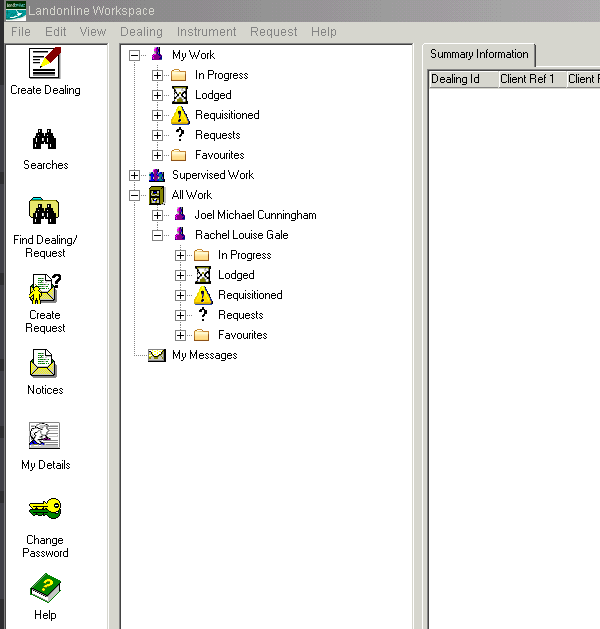 Landonline Workspace
File Edit View Dealing Instrument Request Help
Create Dealing
Searches
Find Dealing/
Request
Create
Request
Notices
My Details
Change
Password
Help
My Work
In Progress
Lodged
Requisitioned
Requests
Favourites
Supervised Work
All Work
Joel Michael Cunningham
Rachel Louise Gale
In Progress
Lodged
Requisitioned
Requests
Favourites
My Messages
Summary Information
Dealing Id Client Ref 1 Client